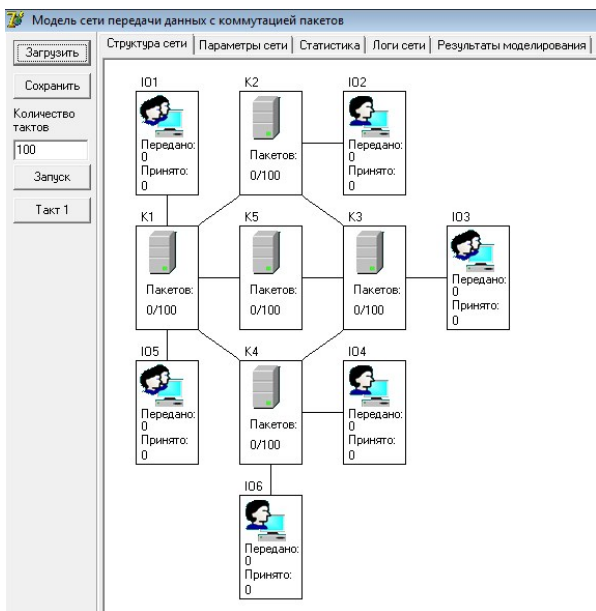 Модель сети передачи данных с коммутацией пакетов
Загрузить
Сохранить
Количество
тактов
100
Запуск
Такт 1
Структура сети
Параметры сети
Статистика
Логи сети
Результаты моделирования
IO1
Передано:
0
Принято:
0
K2
Пакетов:
0/100
IO2
Передано:
0
Принято:
0
K1
Пакетов:
0/100
K5
Пакетов:
0/100
K3
Пакетов:
0/100
IO3
Передано:
0
Принято:
0
IO5
Передано:
0
Принято:
0
K4
Пакетов:
0/100
IO4
Передано:
0
Принято:
0
IO6
Передано:
0
Принято:
0